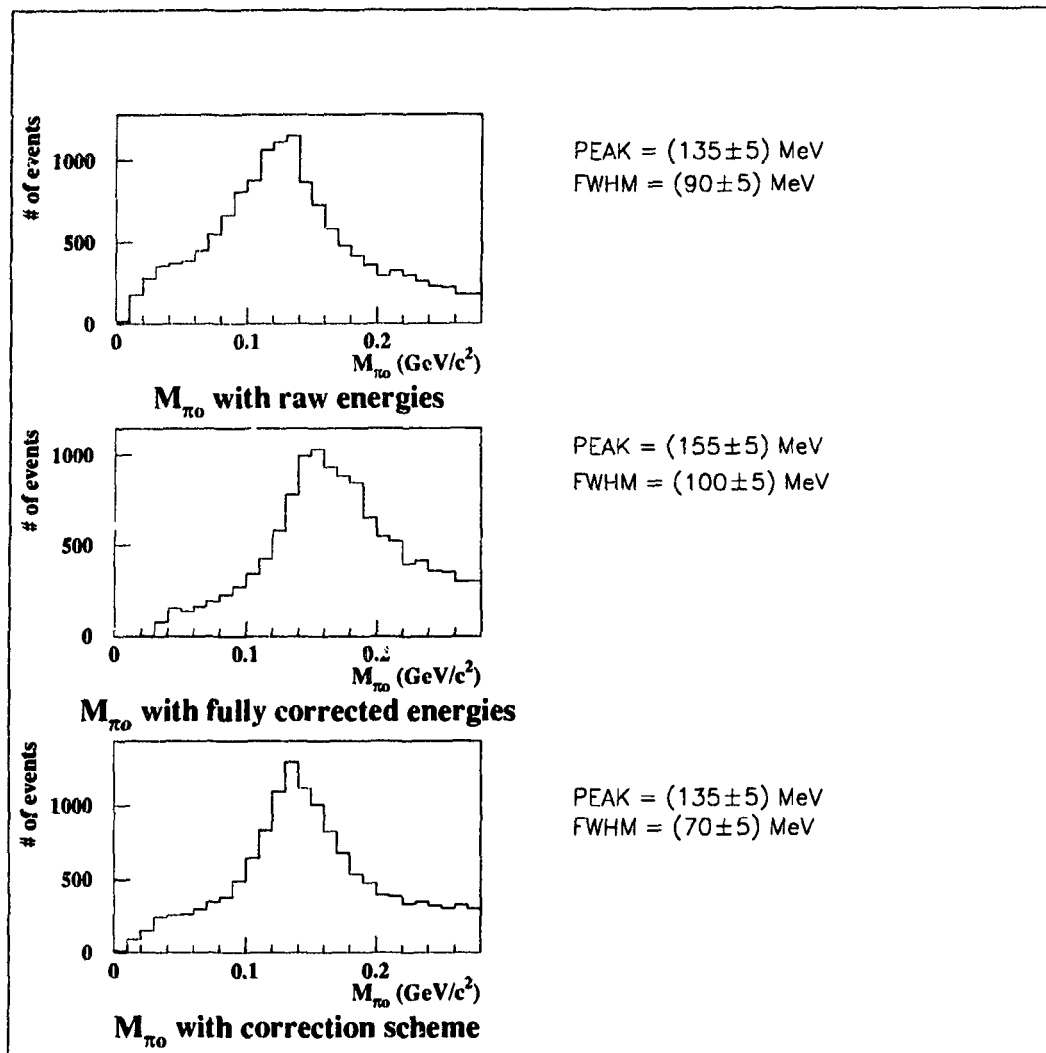 # of events
1000
500
0
0 0.1 0.2
M_πo (GeV/c²)
M_πo with raw energies
PEAK = (135±5) MeV
FWHM = (90±5) MeV
# of events
1000
500
0
0 0.1
M_πo (GeV/c²)
M_πo with fully corrected energies
PEAK = (155±5) MeV
FWHM = (100±5) MeV
# of events
1000
500
0
0 0.1 0.2
M_πo (GeV/c²)
M_πo with correction scheme
PEAK = (135±5) MeV
FWHM = (70±5) MeV